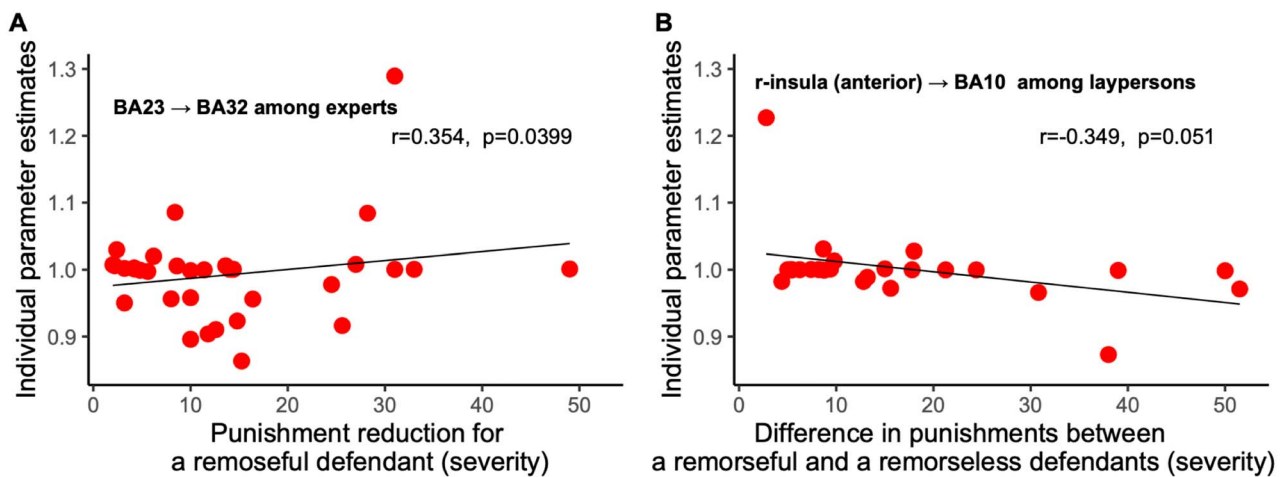 A
Individual parameter estimates
1.3
1.2
1.1
1.0
0.9
BA23 → BA32 among experts
r=0.354, p=0.0399
0 10 20 30 40 50
Punishment reduction for
a remoseful defendant (severity)
B
Individual parameter estimates
1.3
1.2
1.1
1.0
0.9
r-insula (anterior) → BA10 among laypersons
r=-0.349, p=0.051
0 10 20 30 40 50
Difference in punishments between
a remorseful and a remorseless defendants (severity)